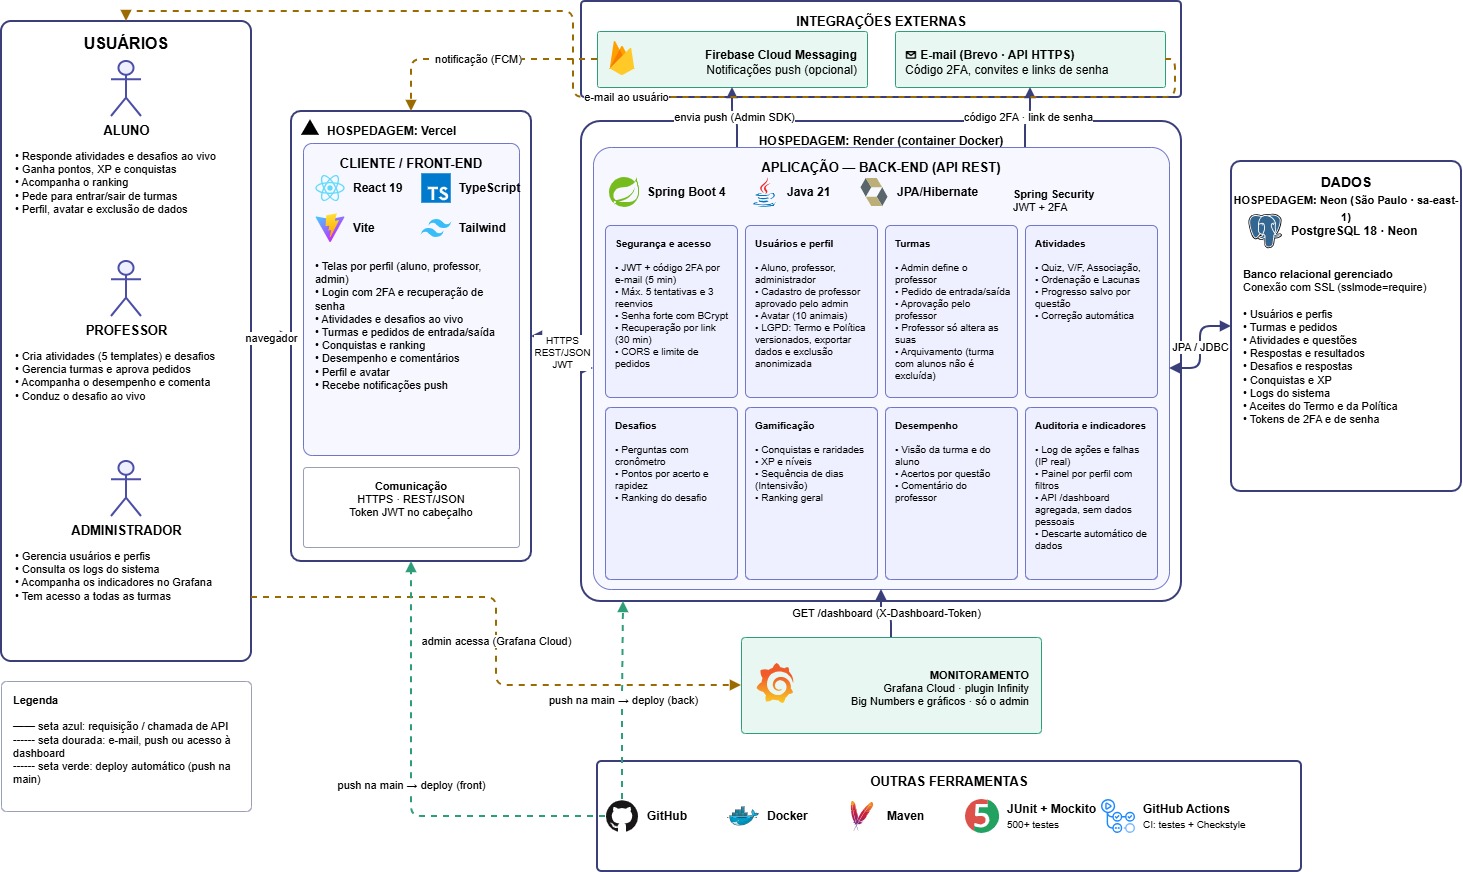 USUÁRIOS
ALUNO
• Responde atividades e desafios ao vivo
• Ganha pontos, XP e conquistas
• Acompanha o ranking
• Pede para entrar/sair de turmas
• Perfil, avatar e exclusão de dados
PROFESSOR
• Cria atividades (5 templates) e desafios
• Gerencia turmas e aprova pedidos
• Acompanha o desempenho e comenta
• Conduz o desafio ao vivo
ADMINISTRADOR
• Gerencia usuários e perfis
• Consulta os logs do sistema
• Acompanha os indicadores no Grafana
• Tem acesso a todas as turmas
Legenda
—— seta azul: requisição / chamada de API
------ seta dourada: e-mail, push ou acesso à
dashboard
------ seta verde: deploy automático (push na
main)
navegador
notificação (FCM)
HOSPEDAGEM: Vercel
CLIENTE / FRONT-END
React 19
TS
TypeScript
Vite
Tailwind
• Telas por perfil (aluno, professor,
admin)
• Login com 2FA e recuperação de
senha
• Atividades e desafios ao vivo
• Turmas e pedidos de entrada/saída
• Conquistas e ranking
• Desempenho e comentários
• Perfil e avatar
• Recebe notificações push
Comunicação
HTTPS · REST/JSON
Token JWT no cabeçalho
HTTPS
REST/JSON
JWT
INTEGRAÇÕES EXTERNAS
Firebase Cloud Messaging
Notificações push (opcional)
E-mail (Brevo · API HTTPS)
Código 2FA, convites e links de senha
e-mail ao usuário
envia push (Admin SDK)
código 2FA · link de senha
HOSPEDAGEM: Render (container Docker)
APLICAÇÃO — BACK-END (API REST)
Spring Boot 4
Java 21
JPA/Hibernate
Spring Security
JWT + 2FA
Segurança e acesso
• JWT + código 2FA por
e-mail (5 min)
• Máx. 5 tentativas e 3
reenvios
• Senha forte com BCrypt
• Recuperação por link
(30 min)
• CORS e limite de
pedidos
Usuários e perfil
• Aluno, professor,
administrador
• Cadastro de professor
aprovado pelo admin
• Avatar (10 animais)
• LGPD: Termo e Política
versionados, exportar
dados e exclusão
anonimizada
Turmas
• Admin define o
professor
• Pedido de entrada/saída
• Aprovação pelo
professor
• Professor só altera as
suas
• Arquivamento (turma
com alunos não é
excluída)
Atividades
• Quiz, V/F, Associação,
• Ordenação e Lacunas
• Progresso salvo por
questão
• Correção automática
Desafios
• Perguntas com
cronômetro
• Pontos por acerto e
rapidez
• Ranking do desafio
Gamificação
• Conquistas e raridades
• XP e níveis
• Sequência de dias
(Intensivão)
• Ranking geral
Desempenho
• Visão da turma e do
aluno
• Acertos por questão
• Comentário do
professor
Auditoria e indicadores
• Log de ações e falhas
(IP real)
• Painel por perfil com
filtros
• API /dashboard
agregada, sem dados
pessoais
• Descarte automático de
dados
JPA / JDBC
DADOS
HOSPEDAGEM: Neon (São Paulo · sa-east-
1)
PostgreSQL 18 · Neon
Banco relacional gerenciado
Conexão com SSL (sslmode=require)
• Usuários e perfis
• Turmas e pedidos
• Atividades e questões
• Respostas e resultados
• Desafios e respostas
• Conquistas e XP
• Logs do sistema
• Aceites do Termo e da Política
• Tokens de 2FA e de senha
GET /dashboard (X-Dashboard-Token)
admin acessa (Grafana Cloud)
MONITORAMENTO
Grafana Cloud · plugin Infinity
Big Numbers e gráficos · só o admin
push na main → deploy (back)
push na main → deploy (front)
OUTRAS FERRAMENTAS
GitHub
Docker
Maven
5
JUnit + Mockito
500+ testes
GitHub Actions
CI: testes + Checkstyle